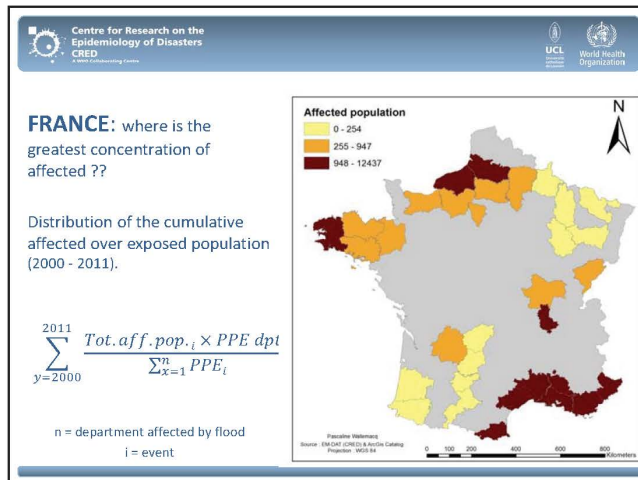 Centre for Research on the
Epidemiology of Disasters
CRED
A WHO Collaborating Centre
UCL
World Health
Organization
FRANCE: where is the
greatest concentration of
affected ??
Distribution of the cumulative
affected over exposed population
(2000 - 2011).
2011
∑
y=2000
Tot.aff.pop.ᵢ × PPE dpt
∑ⁿₓ₌₁ PPEᵢ
n = department affected by flood
i = event
Affected population
0 - 254
255 - 947
948 - 12437
N
Pascaline Wallemacq
Source : EM-DAT (CRED) & ArcGis Catalog
Projection : WGS 84
0 100 200 400 600 800
Kilometers